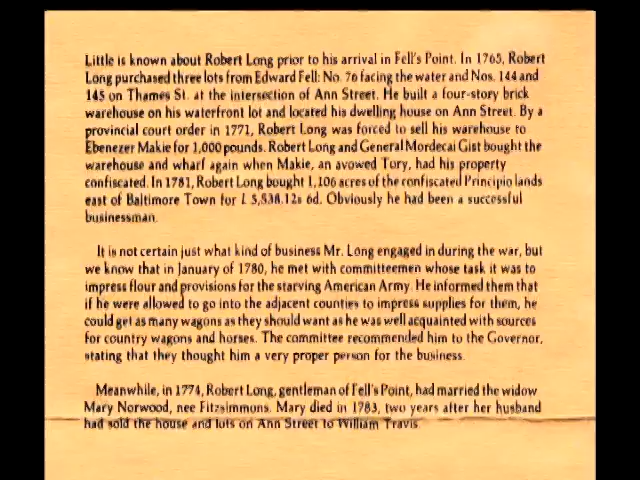 Little is known about Robert Long prior to his arrival in Fell's Point. In 1765, Robert
Long purchased three lots from Edward Fell: No. 76 facing the water and Nos. 144 and
145 on Thames St. at the intersection of Ann Street. He built a four-story brick
warehouse on his waterfront lot and located his dwelling house on Ann Street. By a
provincial court order in 1771, Robert Long was forced to sell his warehouse to
Ebenezer Makie for 1,000 pounds. Robert Long and General Mordecai Gist bought the
warehouse and wharf again when Makie, an avowed Tory, had his property
confiscated. In 1781, Robert Long bought 1,106 acres of the confiscated Principio lands
east of Baltimore Town for L 5,538.12s 6d. Obviously he had been a successful
businessman.
It is not certain just what kind of business Mr. Long engaged in during the war, but
we know that in January of 1780, he met with committeemen whose task it was to
impress flour and provisions for the starving American Army. He informed them that
if he were allowed to go into the adjacent counties to impress supplies for them, he
could get as many wagons as they should want as he was well acquainted with sources
for country wagons and horses. The committee recommended him to the Governor,
stating that they thought him a very proper person for the business.
Meanwhile, in 1774, Robert Long, gentleman of Fell's Point, had married the widow
Mary Norwood, nee Fitzsimmons. Mary died in 1783, two years after her husband
had sold the house and lots on Ann Street to William Travis.